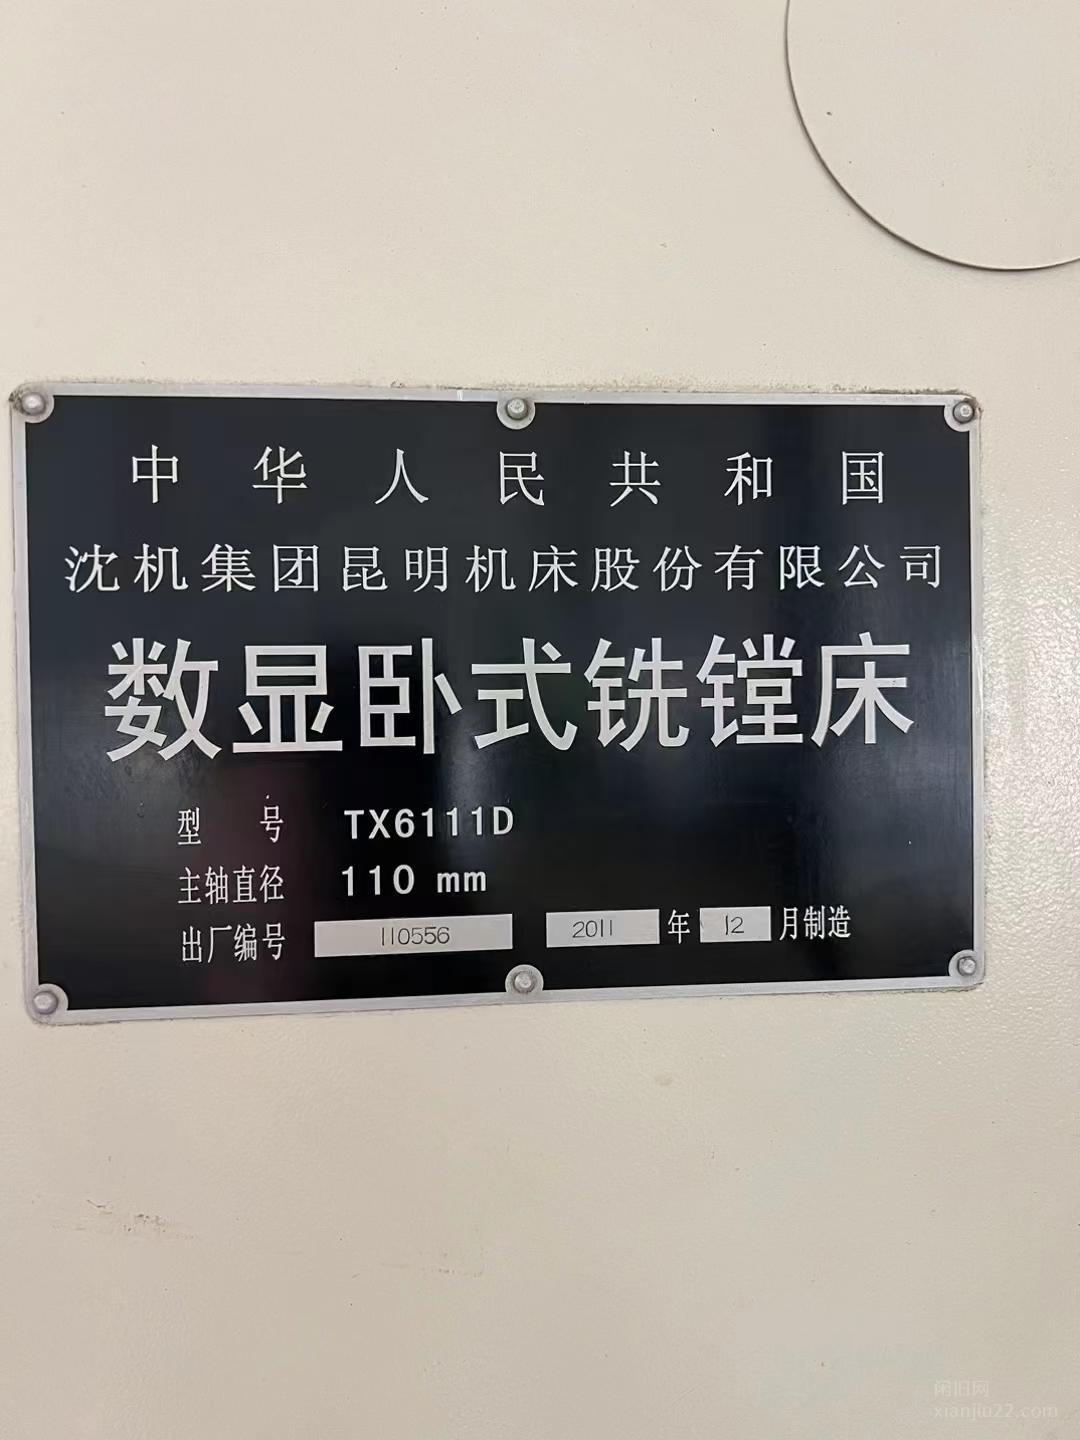 中华人民共和国
沈机集团昆明机床股份有限公司
数显卧式铣镗床
型 号 TX6111D
主轴直径 110 mm
出厂编号 110556 2011 年 12 月制造
闲旧网
xianjiu22.com